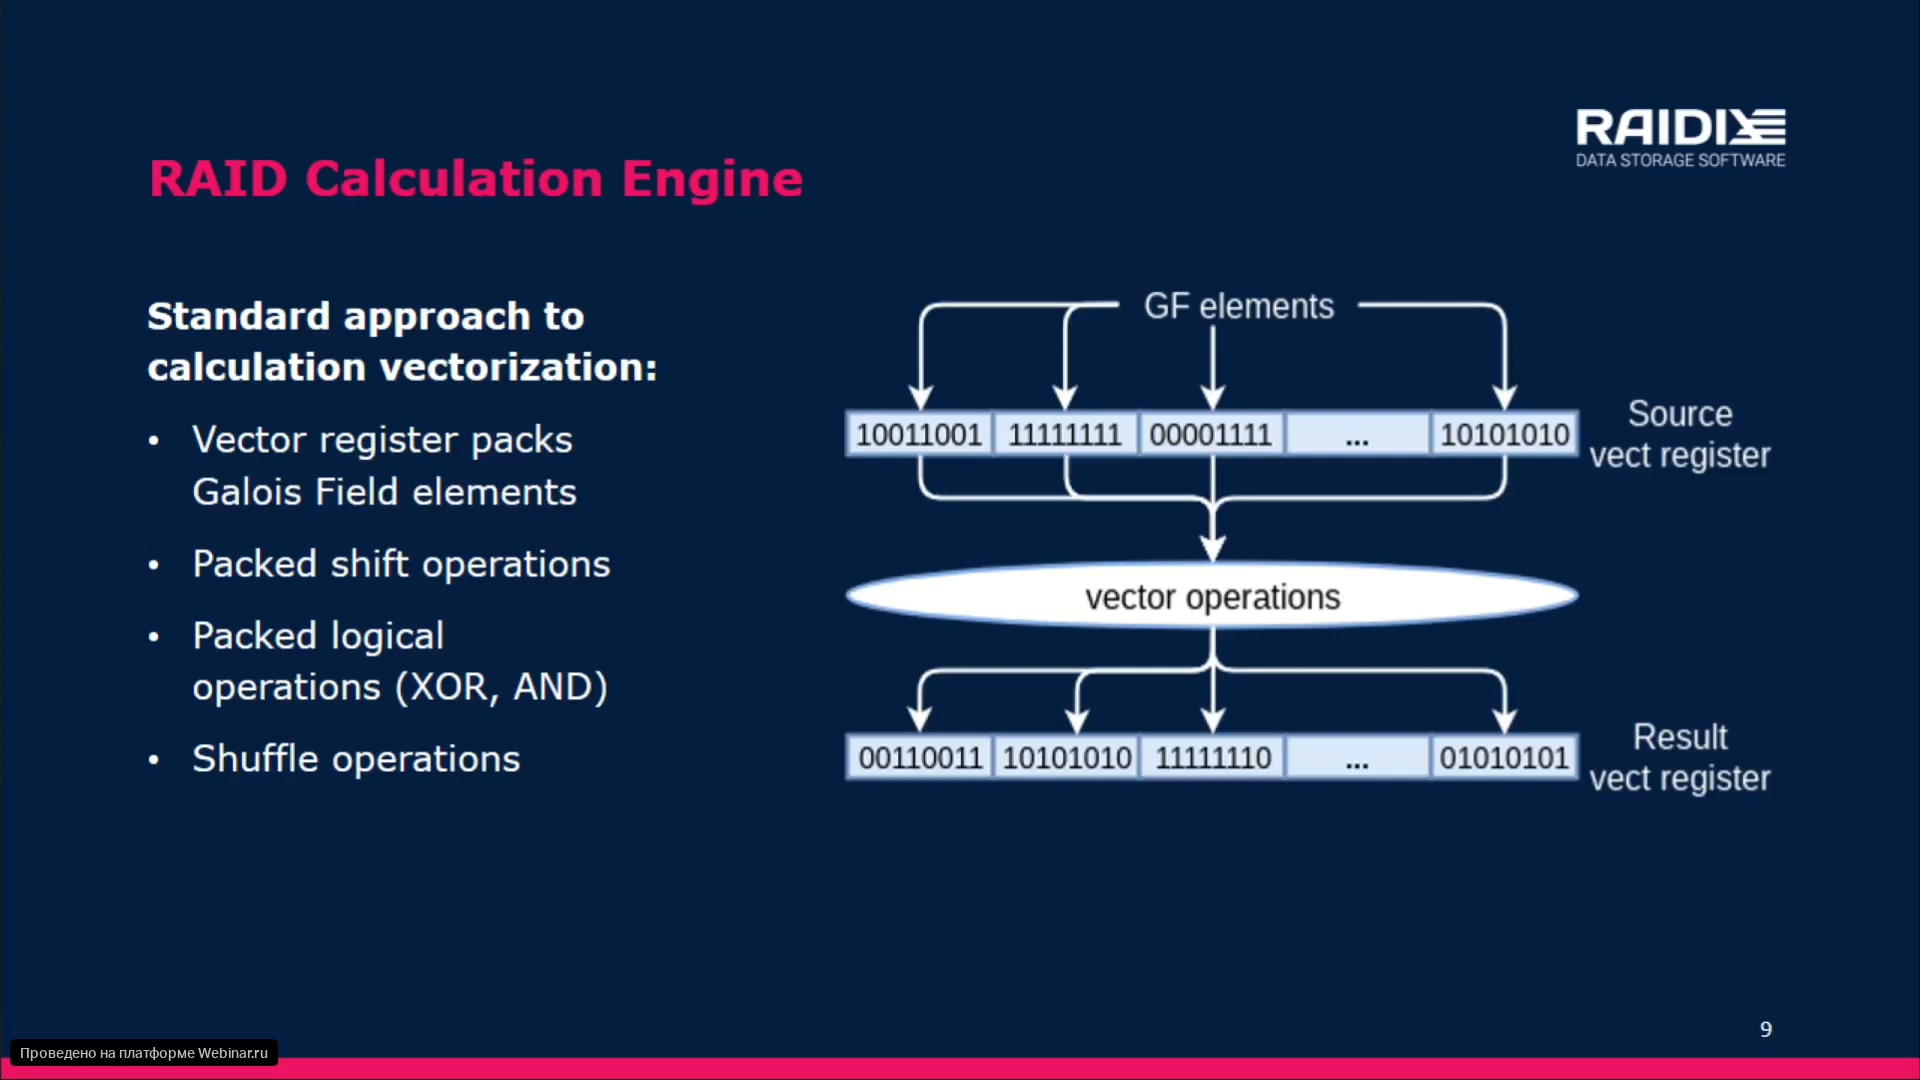 RAIDIX
DATA STORAGE SOFTWARE
RAID Calculation Engine
Standard approach to
calculation vectorization:
• Vector register packs
Galois Field elements
• Packed shift operations
• Packed logical
operations (XOR, AND)
• Shuffle operations
GF elements
10011001 11111111 00001111 ... 10101010
Source
vect register
vector operations
00110011 10101010 11111110 ... 01010101
Result
vect register
9
Проведено на платформе Webinar.ru